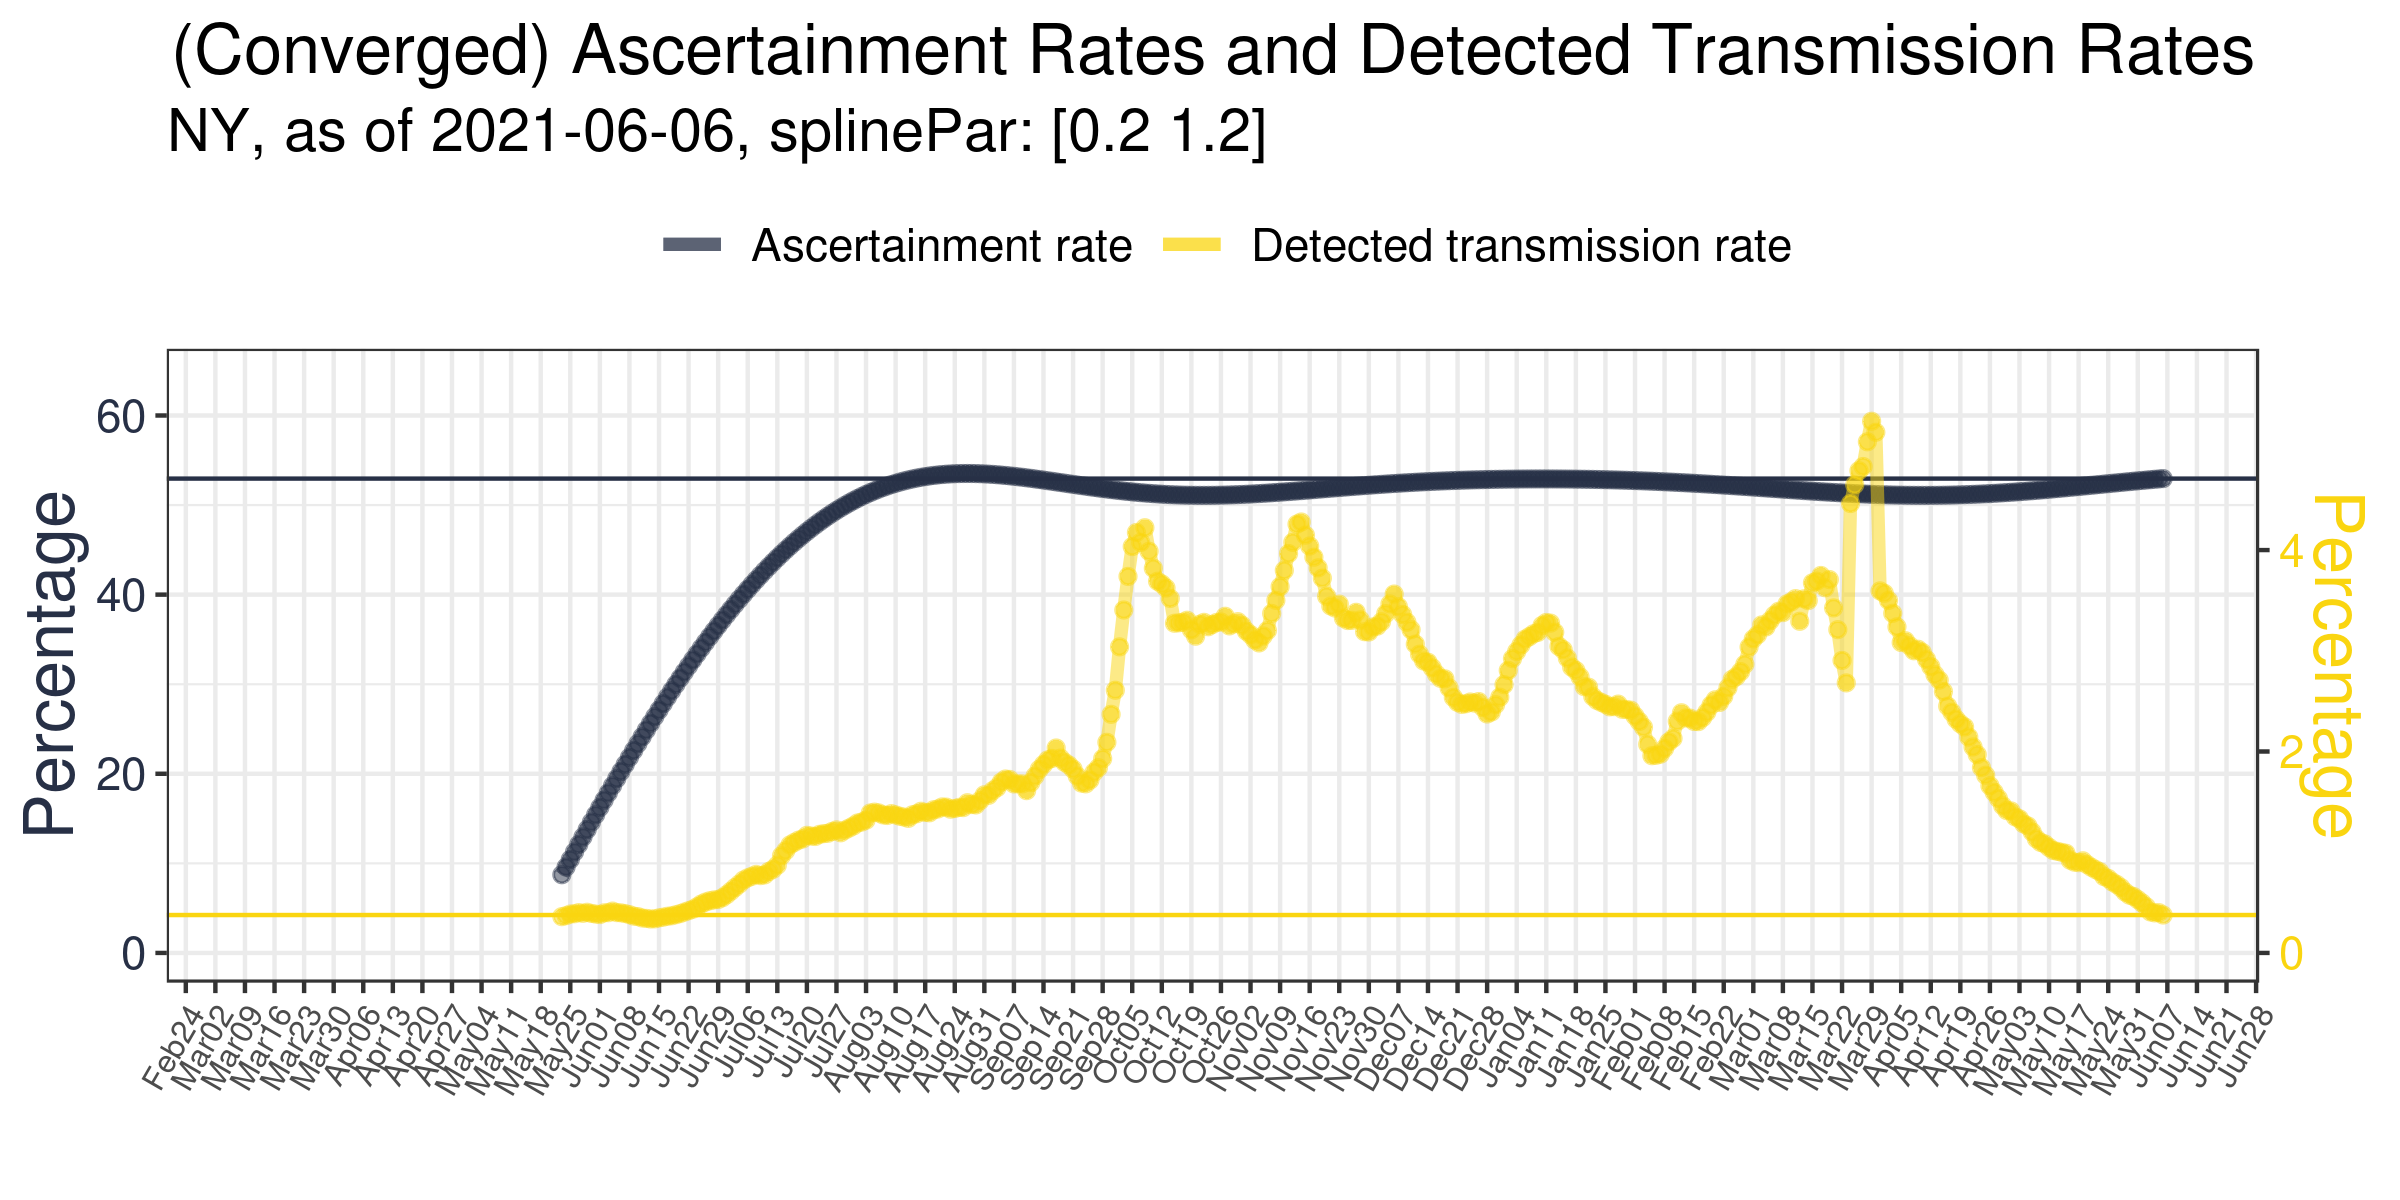 (Converged) Ascertainment Rates and Detected Transmission Rates
NY, as of 2021-06-06, splinePar: [0.2 1.2]
Ascertainment rate Detected transmission rate
Percentage
60
40
20
0
4
2
0
Percentage
Feb24
Mar02
Mar09
Mar16
Mar23
Mar30
Apr06
Apr13
Apr20
Apr27
May04
May11
May18
May25
Jun01
Jun08
Jun15
Jun22
Jun29
Jul06
Jul13
Jul20
Jul27
Aug03
Aug10
Aug17
Aug24
Aug31
Sep07
Sep14
Sep21
Sep28
Oct05
Oct12
Oct19
Oct26
Nov02
Nov09
Nov16
Nov23
Nov30
Dec07
Dec14
Dec21
Dec28
Jan04
Jan11
Jan18
Jan25
Feb01
Feb08
Feb15
Feb22
Mar01
Mar08
Mar15
Mar22
Mar29
Apr05
Apr12
Apr19
Apr26
May03
May10
May17
May24
May31
Jun07
Jun14
Jun21
Jun28